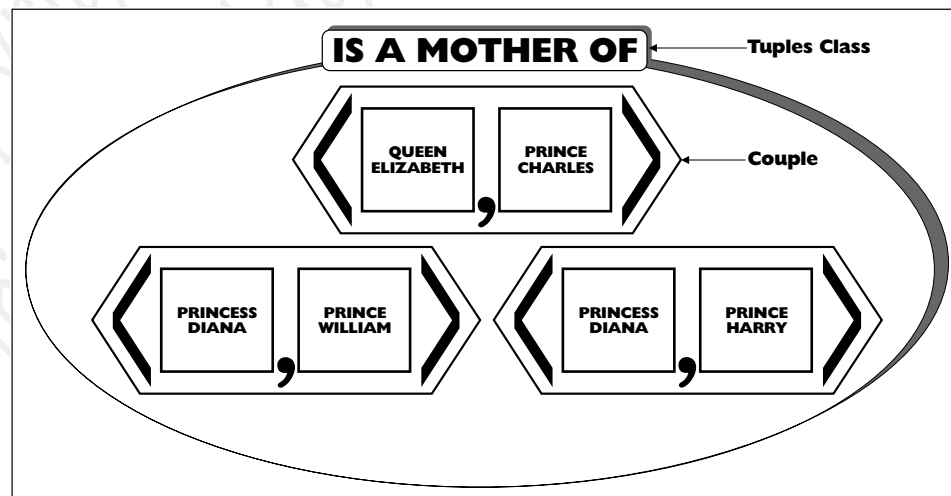 IS A MOTHER OF
Tuples Class
QUEEN
ELIZABETH
,
PRINCE
CHARLES
Couple
PRINCESS
DIANA
,
PRINCE
WILLIAM
PRINCESS
DIANA
,
PRINCE
HARRY